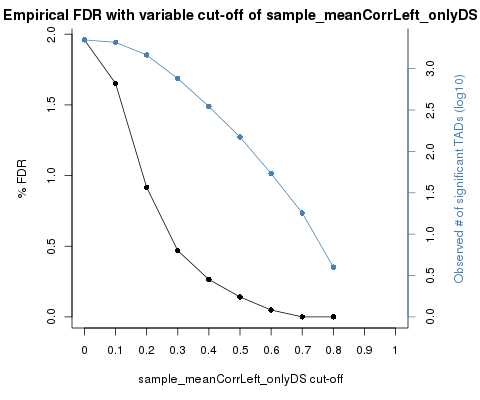 Empirical FDR with variable cut-off of sample_meanCorrLeft_onlyDS
2.0
1.5
1.0
0.5
0.0
% FDR
3.0
2.5
2.0
1.5
1.0
0.5
0.0
Observed # of significant TADs (log10)
0 0.1 0.2 0.3 0.4 0.5 0.6 0.7 0.8 0.9 1
sample_meanCorrLeft_onlyDS cut-off